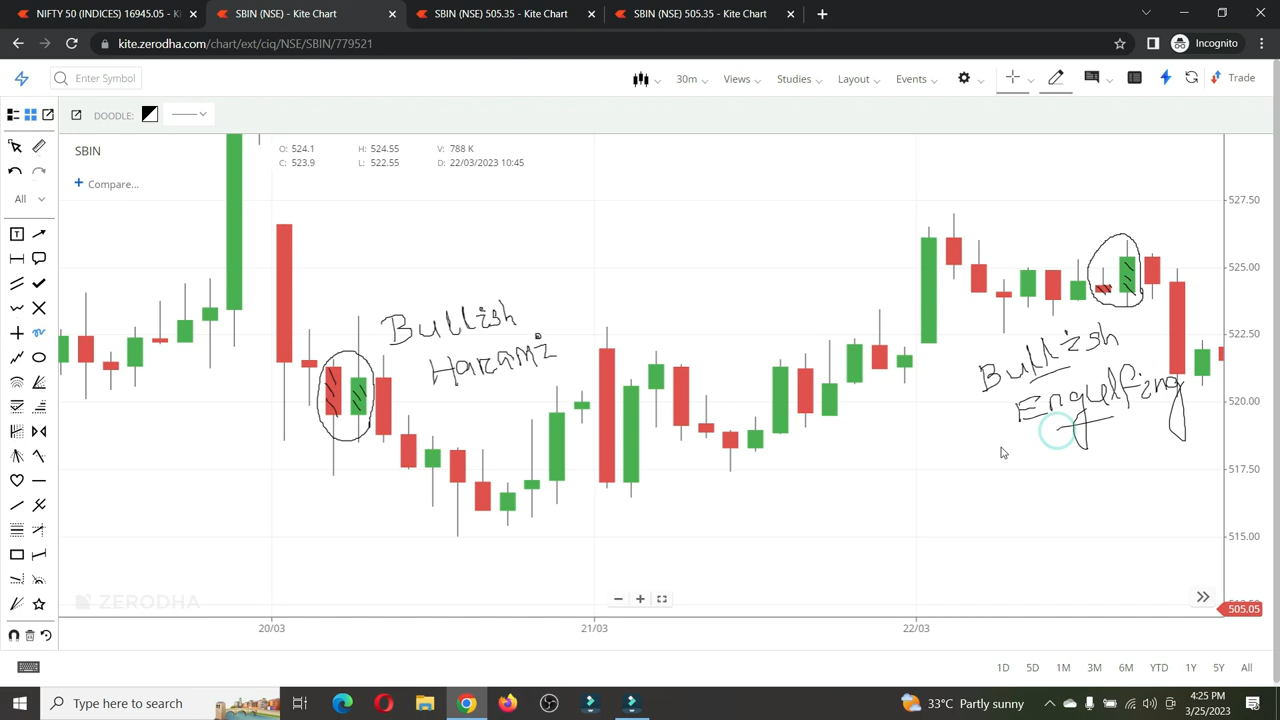 NIFTY 50 (INDICES) 16945.05 - K
SBIN (NSE) - Kite Chart
SBIN (NSE) 505.35 - Kite Chart
SBIN (NSE) 505.35 - Kite Chart
kite.zerodha.com/chart/ext/ciq/NSE/SBIN/779521
Incognito
Enter Symbol
30m Views Studies Layout Events Trade
DOODLE:
SBIN
O: 524.1 H: 524.55 V: 788 K
C: 523.9 L: 522.55 D: 22/03/2023 10:45
+ Compare...
All
527.50
525.00
522.50
520.00
517.50
515.00
505.05
Bullish
Harami
Bullish
Engulfing
ZERODHA
20/03 21/03 22/03
1D 5D 1M 3M 6M YTD 1Y 5Y All
Type here to search
33°C Partly sunny
4:25 PM
3/25/2023